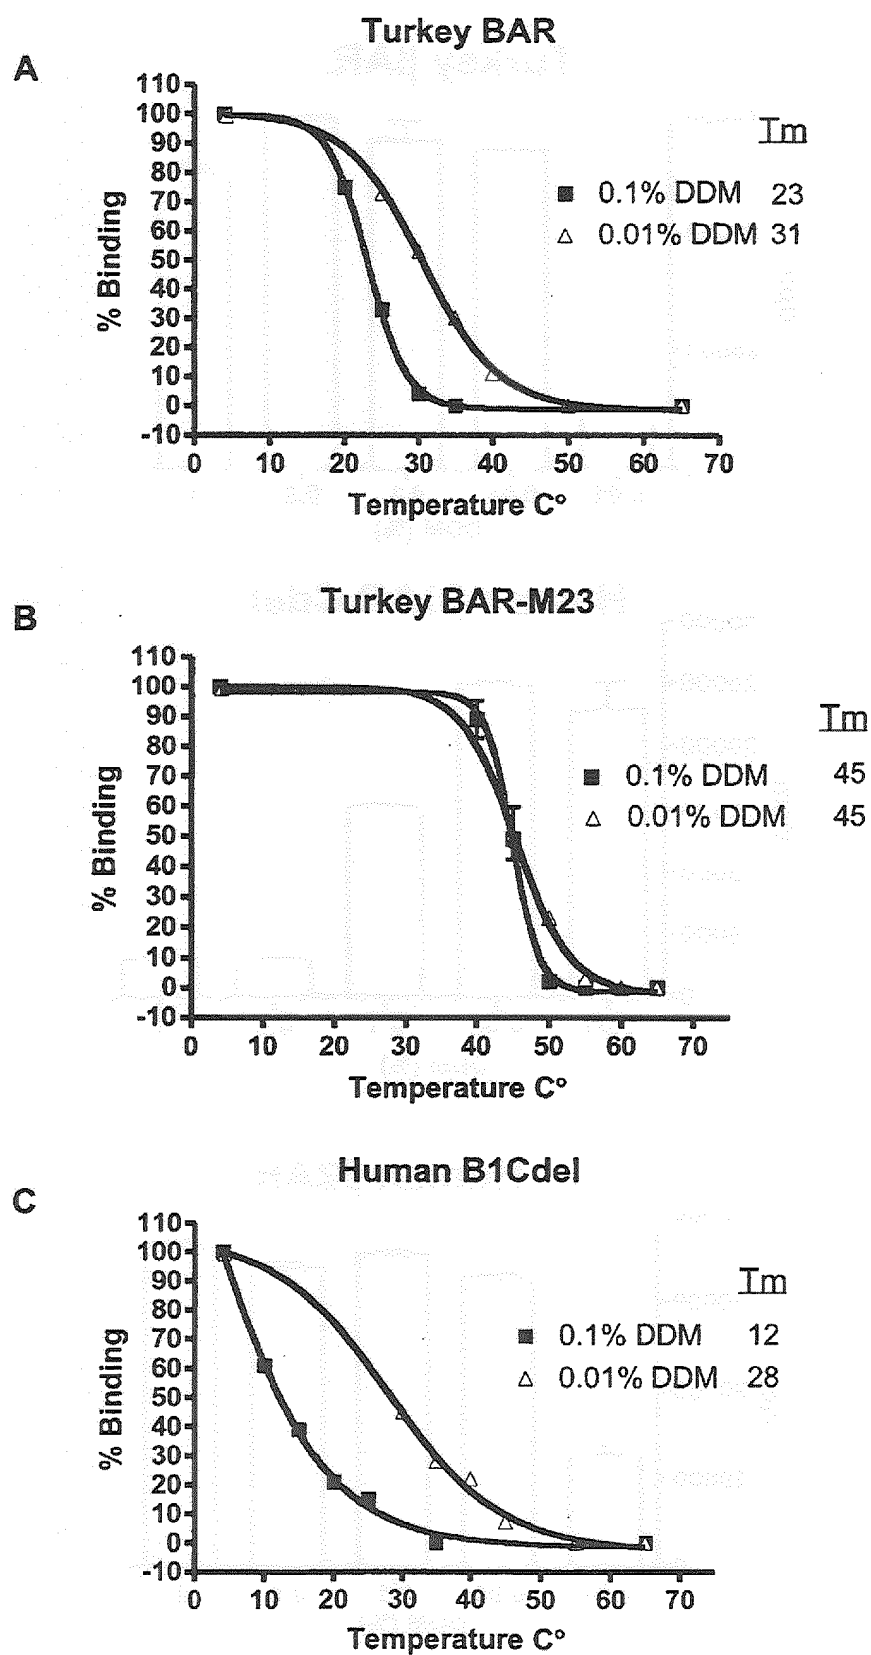 Turkey BAR
A
110
100
90
80
70
60
50
40
30
20
10
0
-10
% Binding
Tm
0.1% DDM 23
0.01% DDM 31
0 10 20 30 40 50 60 70
Temperature C°
Turkey BAR-M23
B
110
100
90
80
70
60
50
40
30
20
10
0
-10
% Binding
Tm
0.1% DDM 45
0.01% DDM 45
0 10 20 30 40 50 60 70
Temperature C°
Human B1Cdel
C
110
100
90
80
70
60
50
40
30
20
10
0
-10
% Binding
Tm
0.1% DDM 12
0.01% DDM 28
0 10 20 30 40 50 60 70
Temperature C°